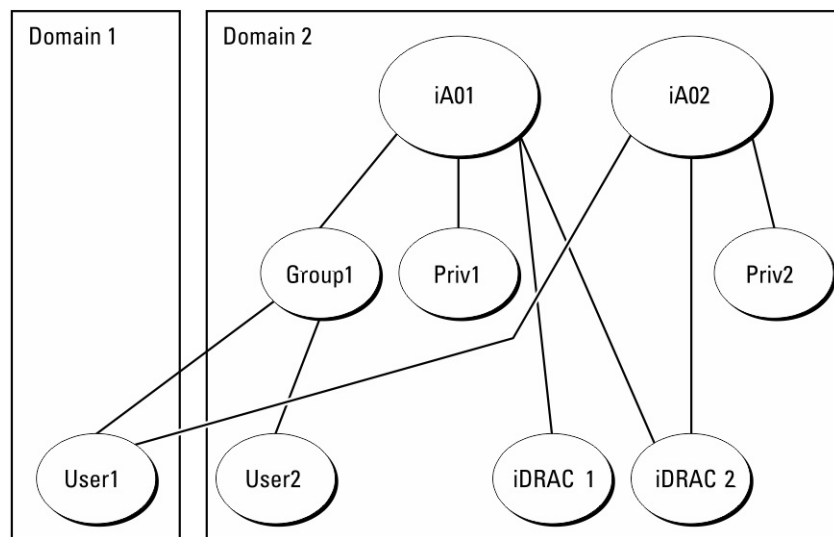 Domain 1
Domain 2
iA01
iA02
Group1
Priv1
Priv2
User1
User2
iDRAC 1
iDRAC 2